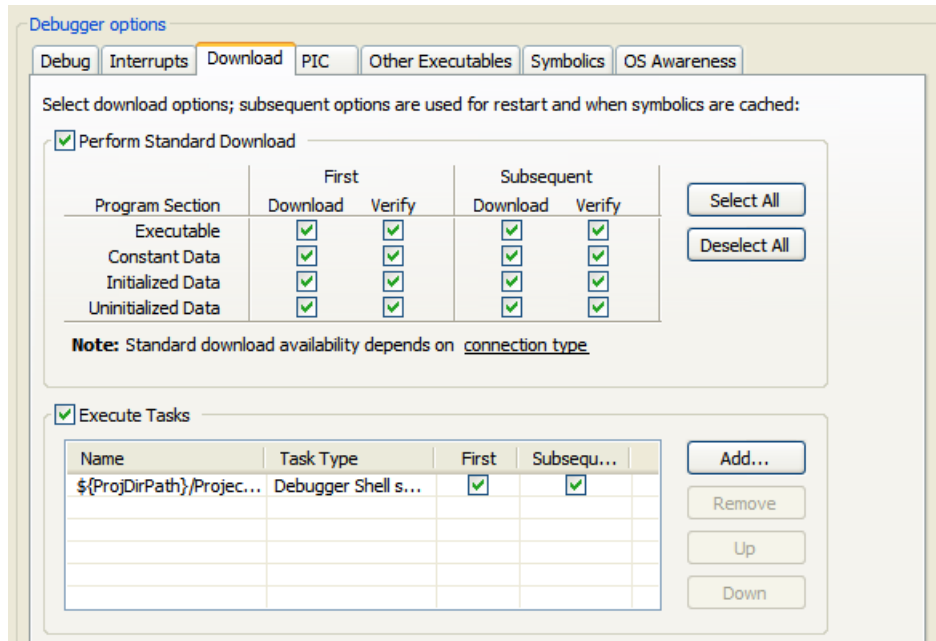 Debugger options
Debug Interrupts Download PIC Other Executables Symbolics OS Awareness
Select download options; subsequent options are used for restart and when symbolics are cached:
Perform Standard Download
First Subsequent
Program Section Download Verify Download Verify
Executable
Constant Data
Initialized Data
Uninitialized Data
Select All
Deselect All
Note: Standard download availability depends on connection type
Execute Tasks
Name Task Type First Subsequ...
${ProjDirPath}/Projec... Debugger Shell s...
Add...
Remove
Up
Down